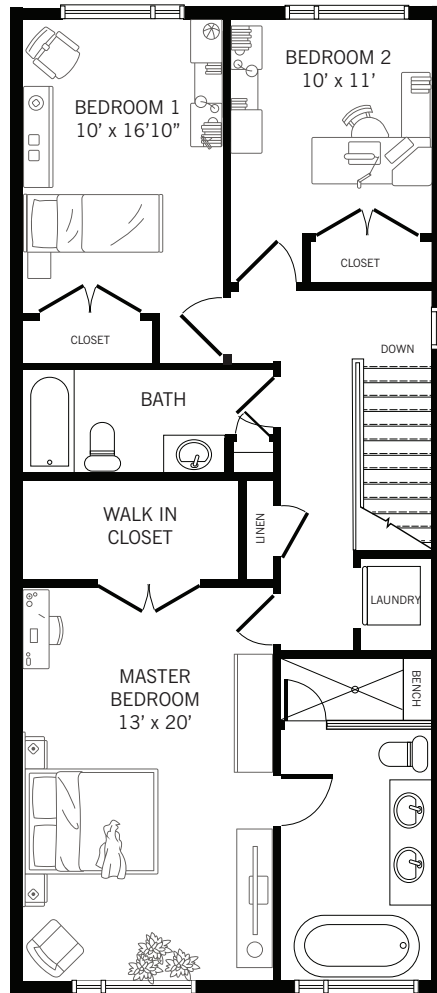 BEDROOM 1
10’ x 16’10”
BEDROOM 2
10’ x 11’
CLOSET
CLOSET
DOWN
BATH
WALK IN
CLOSET
LINEN
LAUNDRY
MASTER
BEDROOM
13’ x 20’
BENCH